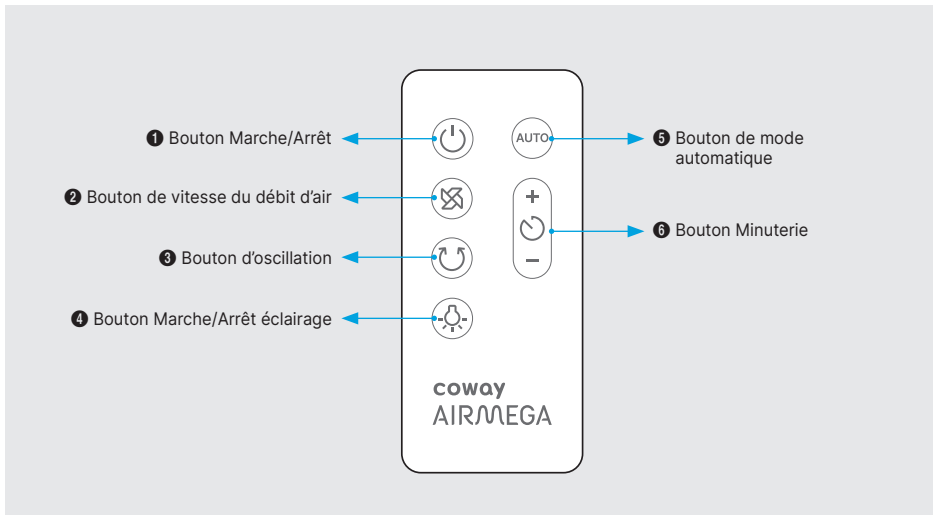 ❶ Bouton Marche/Arrêt
❷ Bouton de vitesse du débit d'air
❸ Bouton d'oscillation
❹ Bouton Marche/Arrêt éclairage
AUTO
+
−
coway
AIRMEGA
❺ Bouton de mode
automatique
❻ Bouton Minuterie